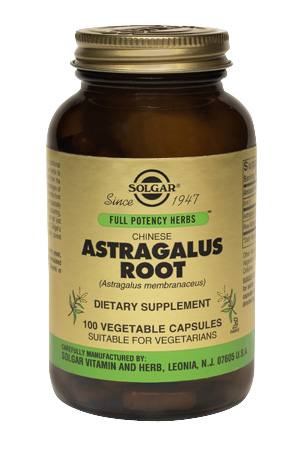 SOLGAR®
Since 1947
FULL POTENCY HERBS™
CHINESE
ASTRAGALUS
ROOT
(Astragalus membranaceus)
DIETARY SUPPLEMENT
100 VEGETABLE CAPSULES
SUITABLE FOR VEGETARIANS
CAREFULLY MANUFACTURED BY:
SOLGAR VITAMIN AND HERB, LEONIA, N.J. 07605 U.S.A.